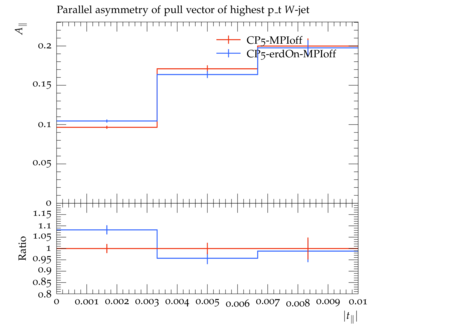 Parallel asymmetry of pull vector of highest p_t W-jet
A∥
CP5-MPIoff
CP5-erdOn-MPIoff
0.2
0.15
0.1
0.05
0
Ratio
1.15
1.1
1.05
1
0.95
0.9
0.85
0.8
0 0.001 0.002 0.003 0.004 0.005 0.006 0.007 0.008 0.009 0.01
|t∥|